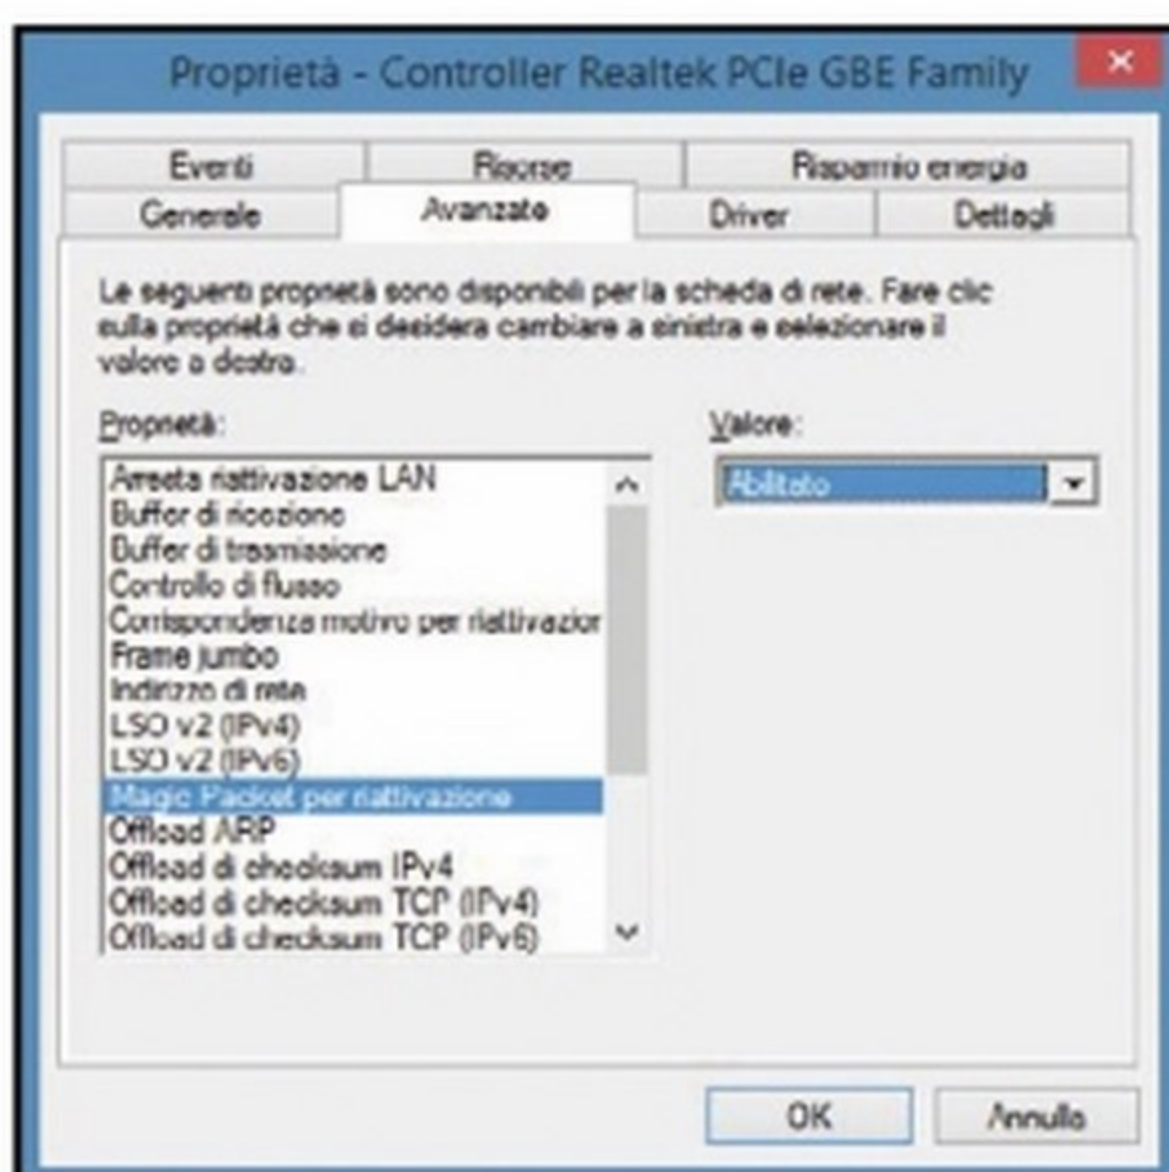 Proprietà - Controller Realtek PCIe GBE Family
Eventi Risorse Risparmio energia
Generale Avanzate Driver Dettagli
Le seguenti proprietà sono disponibili per la scheda di rete. Fare clic
sulla proprietà che si desidera cambiare a sinistra e selezionare il
valore a destra.
Proprietà:
Valore:
Arresta riattivazione LAN
Abilitato
Buffer di ricezione
Buffer di trasmissione
Controllo di flusso
Corrispondenza motivo per riattivazior
Frame jumbo
Indirizzo di rete
LSO v2 (IPv4)
LSO v2 (IPv6)
Magic Packet per riattivazione
Offload ARP
Offload di checksum IPv4
Offload di checksum TCP (IPv4)
Offload di checksum TCP (IPv6)
OK Annulla